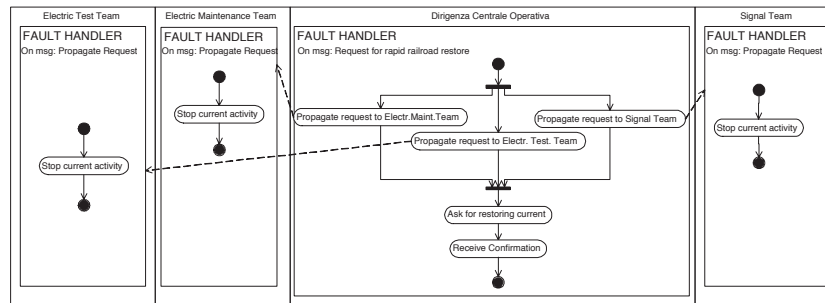 Electric Test Team
Electric Maintenance Team
Dirigenza Centrale Operativa
Signal Team
FAULT HANDLER
On msg: Propagate Request
Stop current activity
FAULT HANDLER
On msg: Propagate Request
Stop current activity
FAULT HANDLER
On msg: Request for rapid railroad restore
Propagate request to Electr.Maint.Team
Propagate request to Signal Team
Propagate request to Electr. Test. Team
Ask for restoring current
Receive Confirmation
FAULT HANDLER
On msg: Propagate Request
Stop current activity